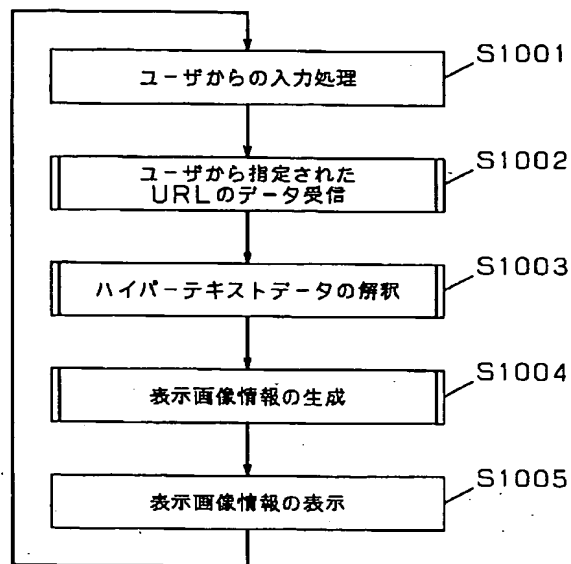 ユーザからの入力処理
S1001
ユーザから指定された
URLのデータ受信
S1002
ハイパーテキストデータの解釈
S1003
表示画像情報の生成
S1004
表示画像情報の表示
S1005